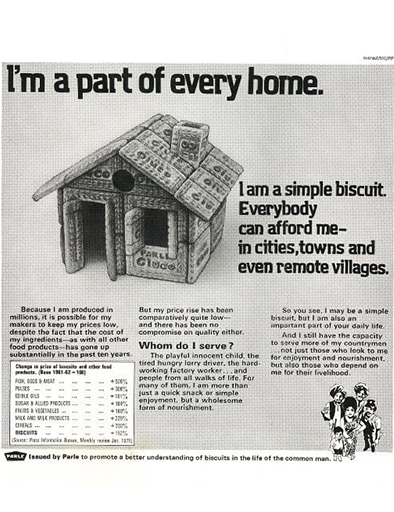 I'm a part of every home.
PARLE
Gluco
I am a simple biscuit.
Everybody
can afford me–
in cities,towns and
even remote villages.
Because I am produced in
millions, it is possible for my
makers to keep my prices low,
despite the fact that the cost of
my ingredients—as with all other
food products—has gone up
substantially in the past ten years.
Change in price of biscuits and other food
products. (Base 1961-62 = 100)
FISH, EGGS & MEAT
PULSES
EDIBLE OILS
SUGAR & ALLIED PRODUCTS
FRUITS & VEGETABLES
MILK AND MILK PRODUCTS
CEREALS
BISCUITS
(Source: Press Information Bureau, Monthly review Jan.
But my price rise has been
comparatively quite low—
and there has been no
compromise on quality either.
Whom do I serve?
The playful innocent child, the
tired hungry lorry driver, the hard-
working factory worker...and
people from all walks of life. For
many of them, I am more than
just a quick snack or simple
enjoyment, but a wholesome
form of nourishment.
So you see, I may be a simple
biscuit, but I am also an
important part of your daily life.
And I still have the capacity
to serve more of my countrymen
...not just those who look to me
for enjoyment and nourishment,
but also those who depend on
me for their livelihood.
PARLE Issued by Parle to promote a better understanding of biscuits in the life of the common man.